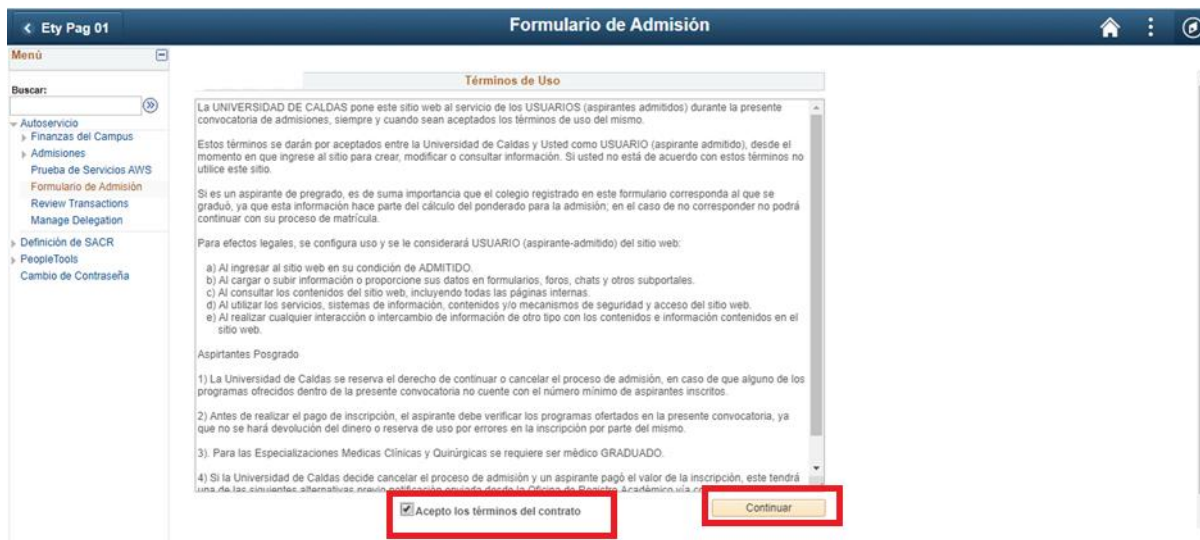 Ety Pag 01
Formulario de Admisión
Menú
Buscar:
Autoservicio
Finanzas del Campus
Admisiones
Prueba de Servicios AWS
Formulario de Admisión
Review Transactions
Manage Delegation
Definición de SACR
PeopleTools
Cambio de Contraseña
Términos de Uso
La UNIVERSIDAD DE CALDAS pone este sitio web al servicio de los USUARIOS (aspirantes admitidos) durante la presente
convocatoria de admisiones, siempre y cuando sean aceptados los términos de uso del mismo.
Estos términos se darán por aceptados entre la Universidad de Caldas y Usted como USUARIO (aspirante admitido), desde el
momento en que ingrese al sitio para crear, modificar o consultar información. Si usted no está de acuerdo con estos términos no
utilice este sitio.
Si es un aspirante de pregrado, es de suma importancia que el colegio registrado en este formulario corresponda al que se
graduó, ya que esta información hace parte del cálculo del ponderado para la admisión; en el caso de no corresponder no podrá
continuar con su proceso de matrícula.
Para efectos legales, se configura uso y se le considerará USUARIO (aspirante-admitido) del sitio web:
a) Al ingresar al sitio web en su condición de ADMITIDO.
b) Al cargar o subir información o proporcione sus datos en formularios, foros, chats y otros subportales.
c) Al consultar los contenidos del sitio web, incluyendo todas las páginas internas.
d) Al utilizar los servicios, sistemas de información, contenidos y/o mecanismos de seguridad y acceso del sitio web.
e) Al realizar cualquier interacción o intercambio de información de otro tipo con los contenidos e información contenidos en el
sitio web.
Aspirtantes Posgrado
1) La Universidad de Caldas se reserva el derecho de continuar o cancelar el proceso de admisión, en caso de que alguno de los
programas ofrecidos dentro de la presente convocatoria no cuente con el número mínimo de aspirantes inscritos.
2) Antes de realizar el pago de inscripción, el aspirante debe verificar los programas ofertados en la presente convocatoria, ya
que no se hará devolución del dinero o reserva de uso por errores en la inscripción por parte del mismo.
3). Para las Especializaciones Medicas Clínicas y Quirúrgicas se requiere ser médico GRADUADO.
4) Si la Universidad de Caldas decide cancelar el proceso de admisión y un aspirante pagó el valor de la inscripción, este tendrá
una de las siguientes alternativas previo notificación enviada desde la Oficina de Registro Académico vía
Acepto los términos del contrato
Continuar